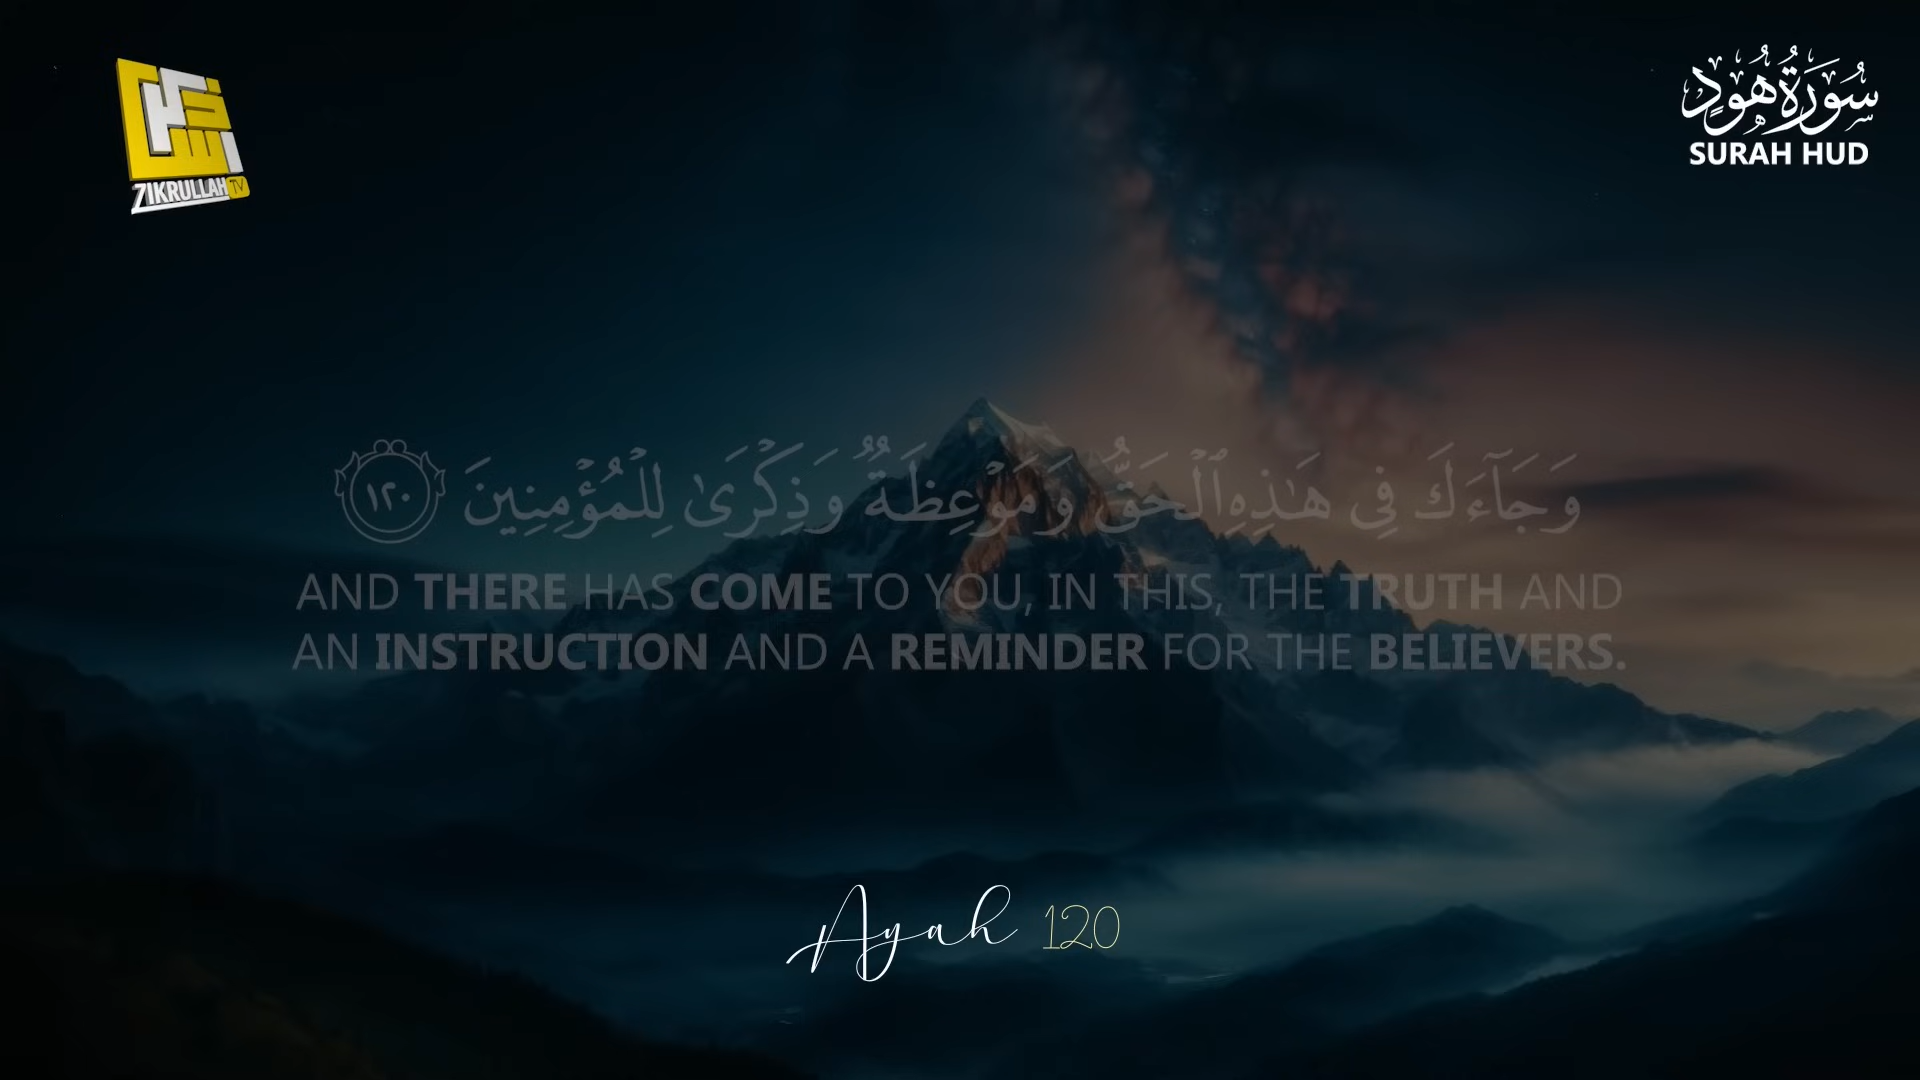 ZIKRULLAH TV
سُورَةُ هُودٍ
SURAH HUD
وَجَآءَكَ فِى هَـٰذِهِ ٱلْحَقُّ وَمَوْعِظَةٌ وَذِكْرَىٰ لِلْمُؤْمِنِينَ ١٢٠
AND THERE HAS COME TO YOU, IN THIS, THE TRUTH AND
AN INSTRUCTION AND A REMINDER FOR THE BELIEVERS.
Ayah 120